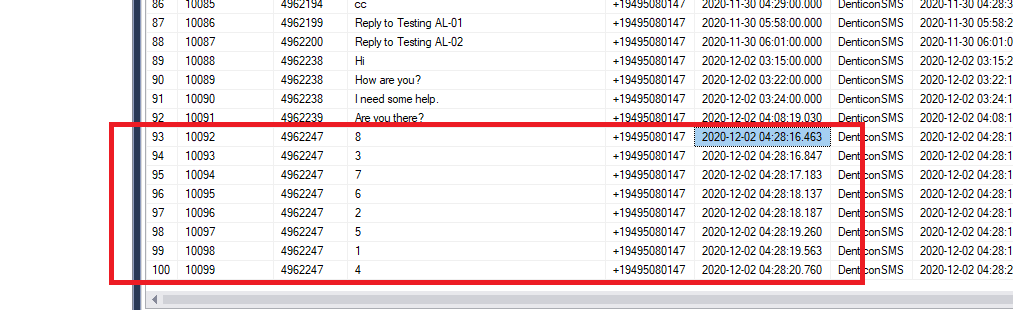 86 10085 4962194 cc +19495080147 2020-11-30 04:29:00.000 DenticonSMS 2020-11-30 04:28:3
87 10086 4962199 Reply to Testing AL-01 +19495080147 2020-11-30 05:58:00.000 DenticonSMS 2020-11-30 05:58:2
88 10087 4962200 Reply to Testing AL-02 +19495080147 2020-11-30 06:01:00.000 DenticonSMS 2020-11-30 06:01:0
89 10088 4962238 Hi +19495080147 2020-12-02 03:15:00.000 DenticonSMS 2020-12-02 03:15:2
90 10089 4962238 How are you? +19495080147 2020-12-02 03:22:00.000 DenticonSMS 2020-12-02 03:22:1
91 10090 4962238 I need some help. +19495080147 2020-12-02 03:24:00.000 DenticonSMS 2020-12-02 03:24:1
92 10091 4962239 Are you there? +19495080147 2020-12-02 04:08:19.030 DenticonSMS 2020-12-02 04:08:1
93 10092 4962247 8 +19495080147 2020-12-02 04:28:16.463 DenticonSMS 2020-12-02 04:28:1
94 10093 4962247 3 +19495080147 2020-12-02 04:28:16.847 DenticonSMS 2020-12-02 04:28:1
95 10094 4962247 7 +19495080147 2020-12-02 04:28:17.183 DenticonSMS 2020-12-02 04:28:1
96 10095 4962247 6 +19495080147 2020-12-02 04:28:18.137 DenticonSMS 2020-12-02 04:28:1
97 10096 4962247 2 +19495080147 2020-12-02 04:28:18.187 DenticonSMS 2020-12-02 04:28:1
98 10097 4962247 5 +19495080147 2020-12-02 04:28:19.260 DenticonSMS 2020-12-02 04:28:1
99 10098 4962247 1 +19495080147 2020-12-02 04:28:19.563 DenticonSMS 2020-12-02 04:28:1
100 10099 4962247 4 +19495080147 2020-12-02 04:28:20.760 DenticonSMS 2020-12-02 04:28:2